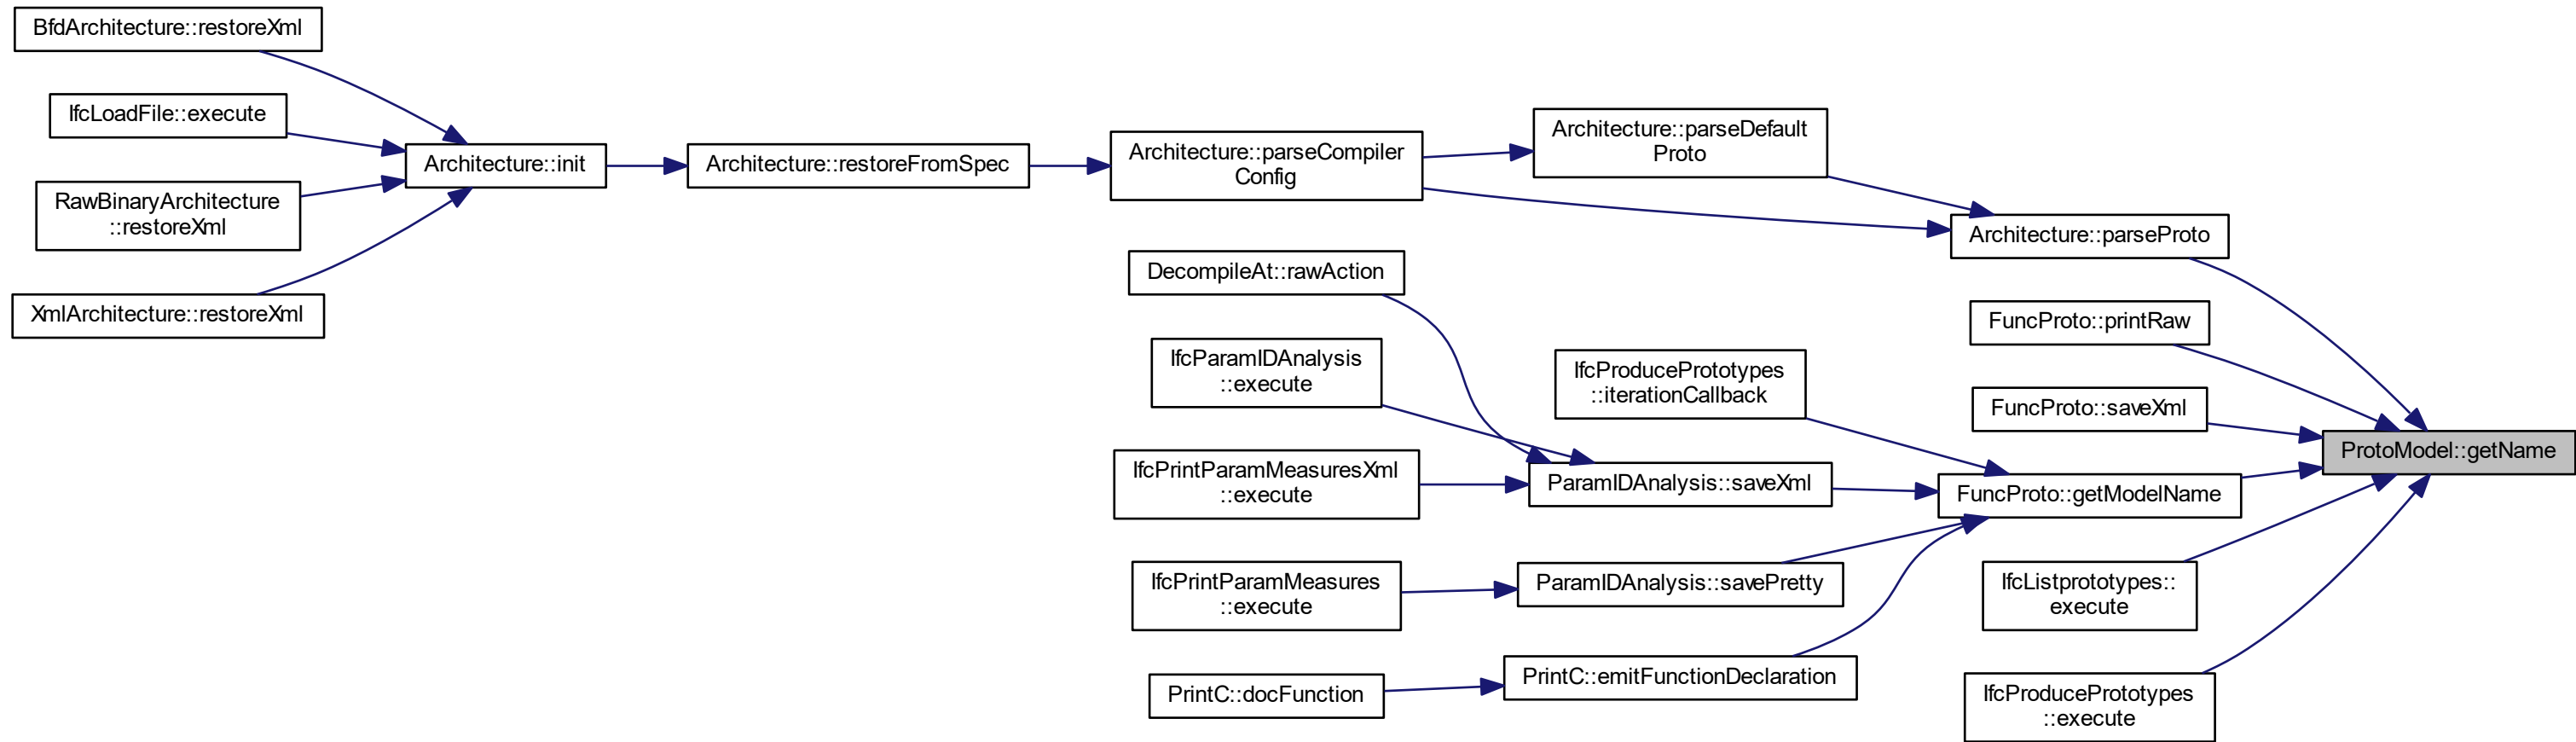 BfdArchitecture::restoreXml
IfcLoadFile::execute
RawBinaryArchitecture
::restoreXml
XmlArchitecture::restoreXml
Architecture::init
Architecture::restoreFromSpec
Architecture::parseCompiler
Config
Architecture::parseDefault
Proto
Architecture::parseProto
DecompileAt::rawAction
IfcParamIDAnalysis
::execute
IfcPrintParamMeasuresXml
::execute
IfcPrintParamMeasures
::execute
PrintC::docFunction
IfcProducePrototypes
::iterationCallback
ParamIDAnalysis::saveXml
ParamIDAnalysis::savePretty
PrintC::emitFunctionDeclaration
FuncProto::printRaw
FuncProto::saveXml
FuncProto::getModelName
IfcListprototypes::
execute
IfcProducePrototypes
::execute
ProtoModel::getName